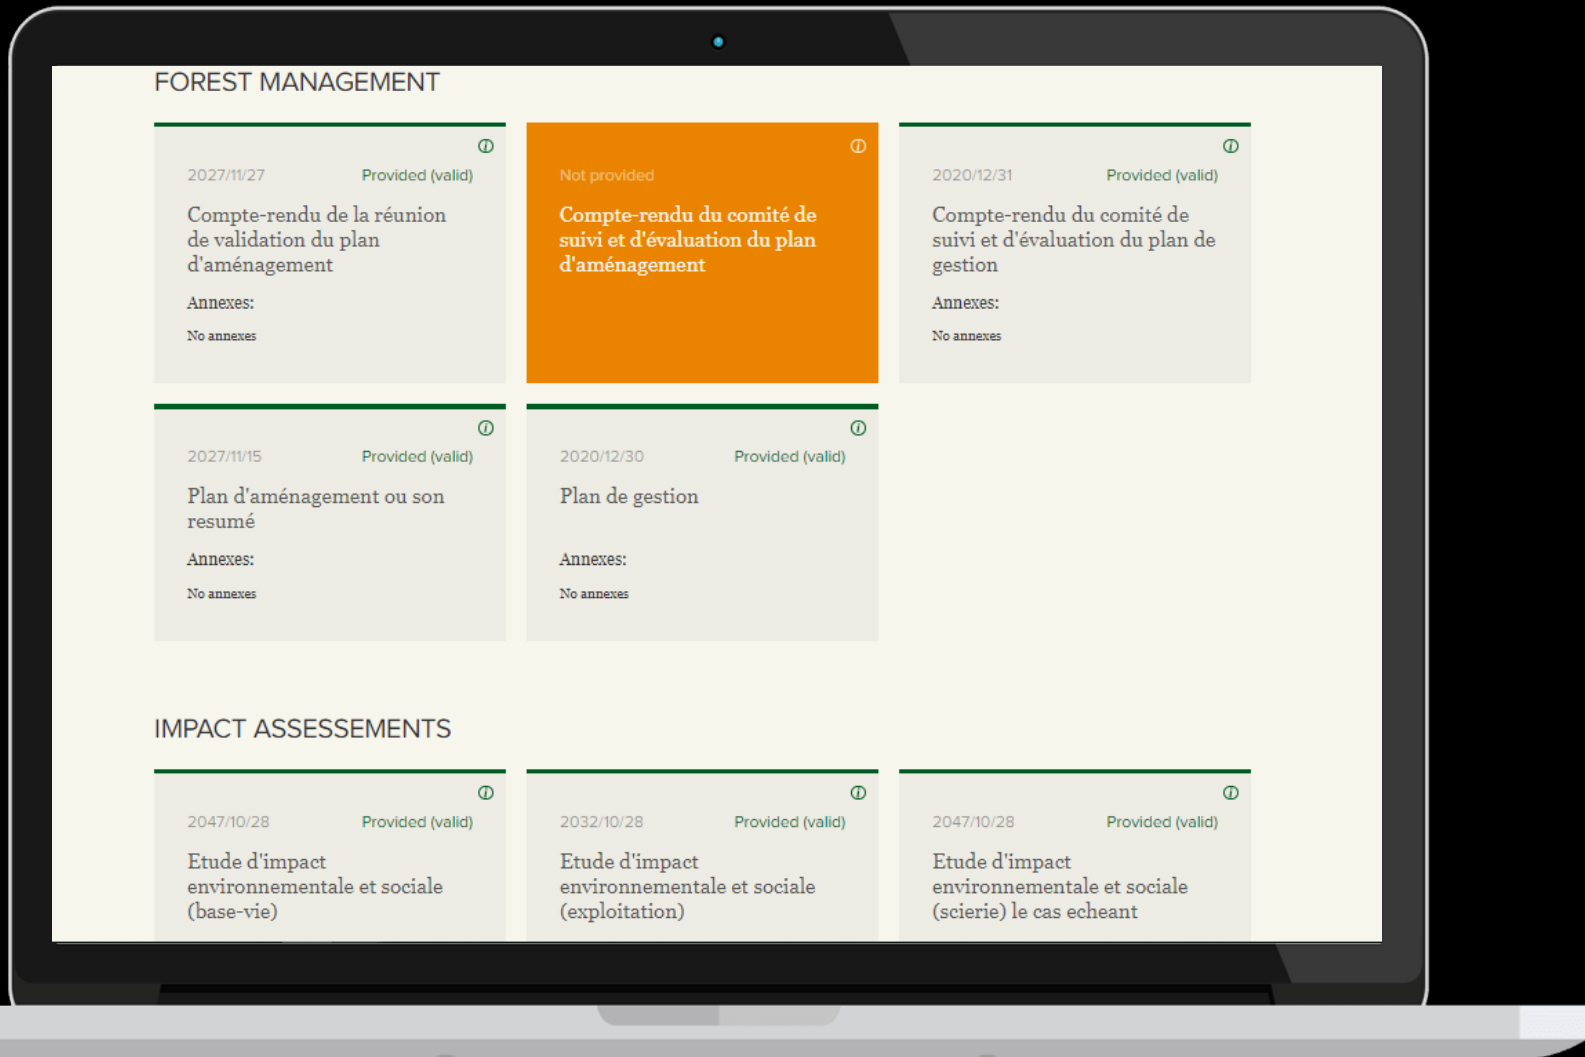 FOREST MANAGEMENT
2027/11/27 Provided (valid)
Compte-rendu de la réunion
de validation du plan
d'aménagement
Annexes:
No annexes
Not provided
Compte-rendu du comité de
suivi et d'évaluation du plan
d'aménagement
2020/12/31 Provided (valid)
Compte-rendu du comité de
suivi et d'évaluation du plan de
gestion
Annexes:
No annexes
2027/11/15 Provided (valid)
Plan d'aménagement ou son
resumé
Annexes:
No annexes
2020/12/30 Provided (valid)
Plan de gestion
Annexes:
No annexes
IMPACT ASSESSEMENTS
2047/10/28 Provided (valid)
Etude d'impact
environnementale et sociale
(base-vie)
2032/10/28 Provided (valid)
Etude d'impact
environnementale et sociale
(exploitation)
2047/10/28 Provided (valid)
Etude d'impact
environnementale et sociale
(scierie) le cas echeant